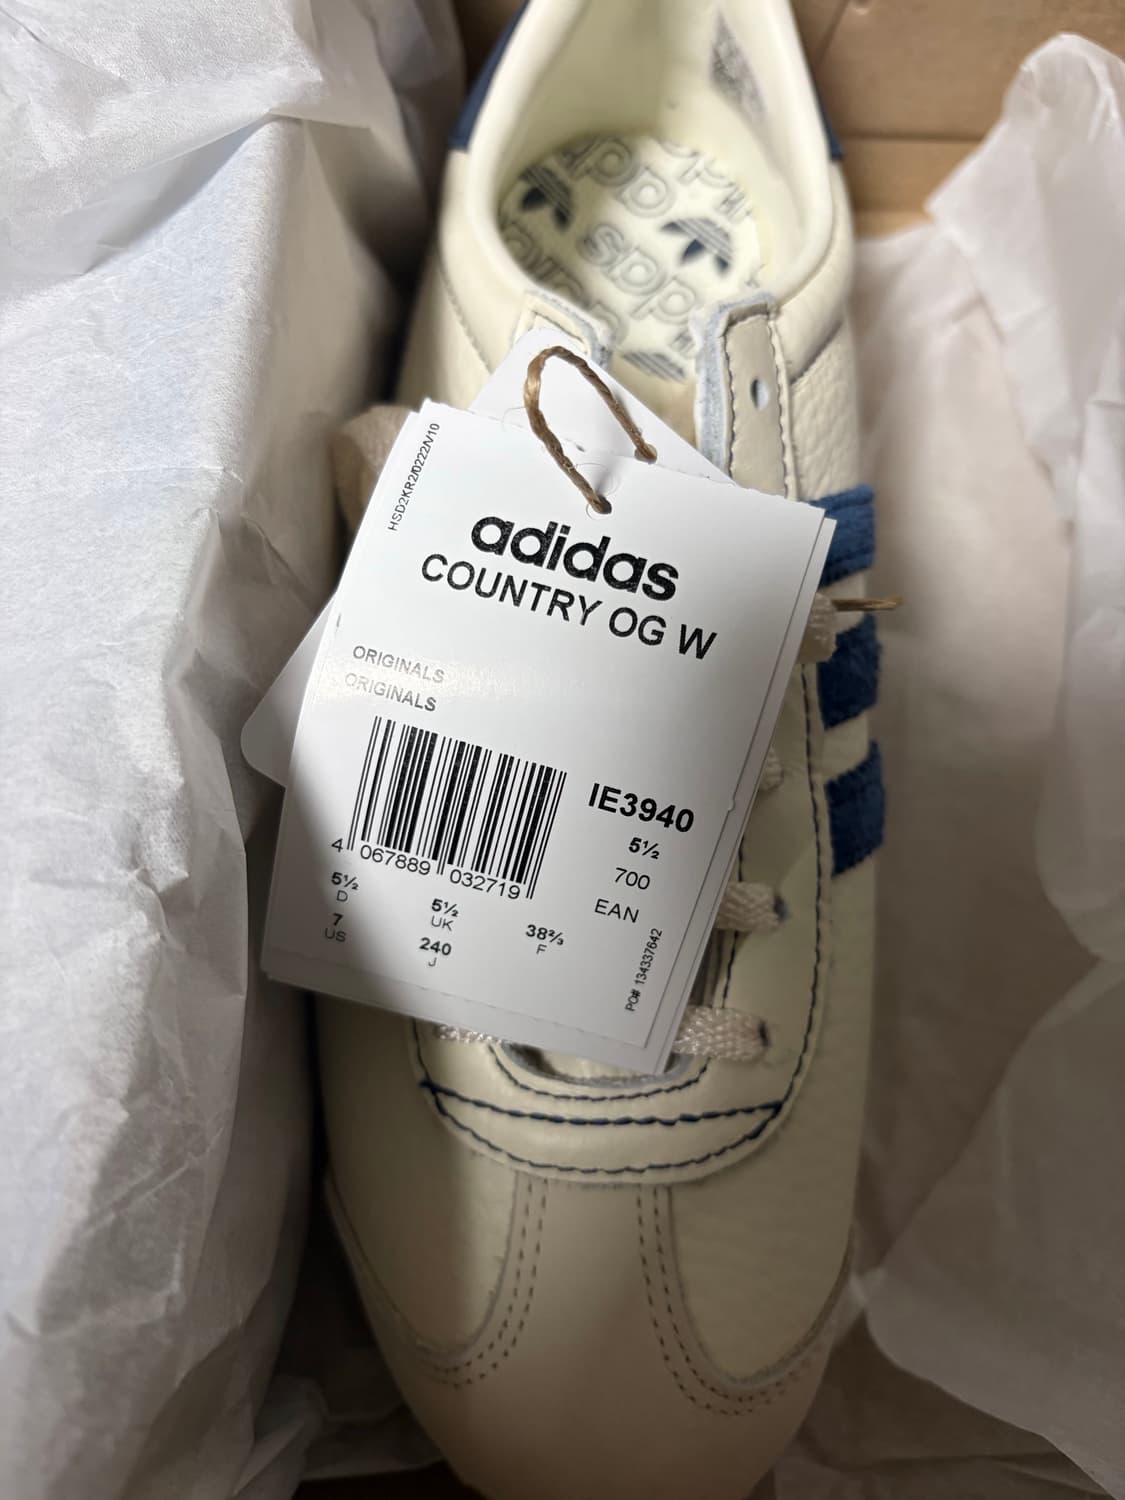 HSD2KR2/0222/V10
adidas
COUNTRY OG W
ORIGINALS
ORIGINALS
IE3940
5½
700
EAN
4 067889 032719
5½
D
5½
UK
38⅔
F
7
US
240
J
PO# 134337642
adidas